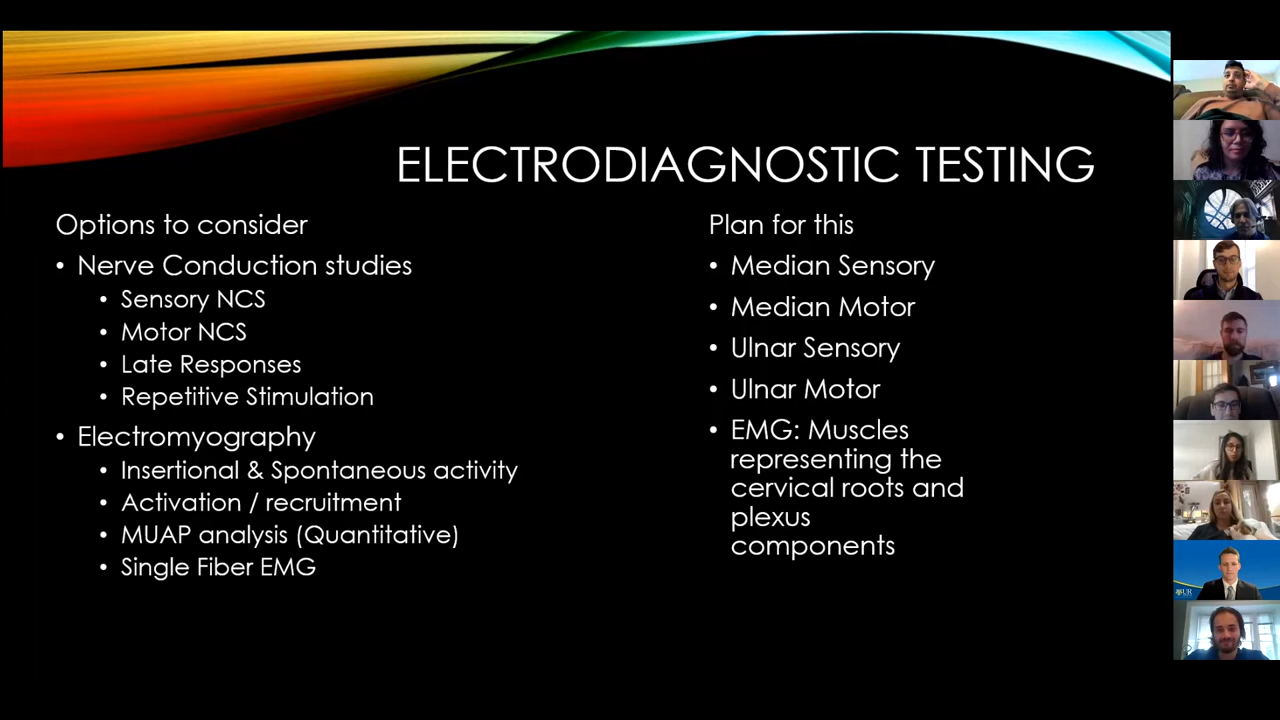 ELECTRODIAGNOSTIC TESTING
Options to consider
• Nerve Conduction studies
• Sensory NCS
• Motor NCS
• Late Responses
• Repetitive Stimulation
• Electromyography
• Insertional & Spontaneous activity
• Activation / recruitment
• MUAP analysis (Quantitative)
• Single Fiber EMG
Plan for this
• Median Sensory
• Median Motor
• Ulnar Sensory
• Ulnar Motor
• EMG: Muscles
representing the
cervical roots and
plexus
components
UR